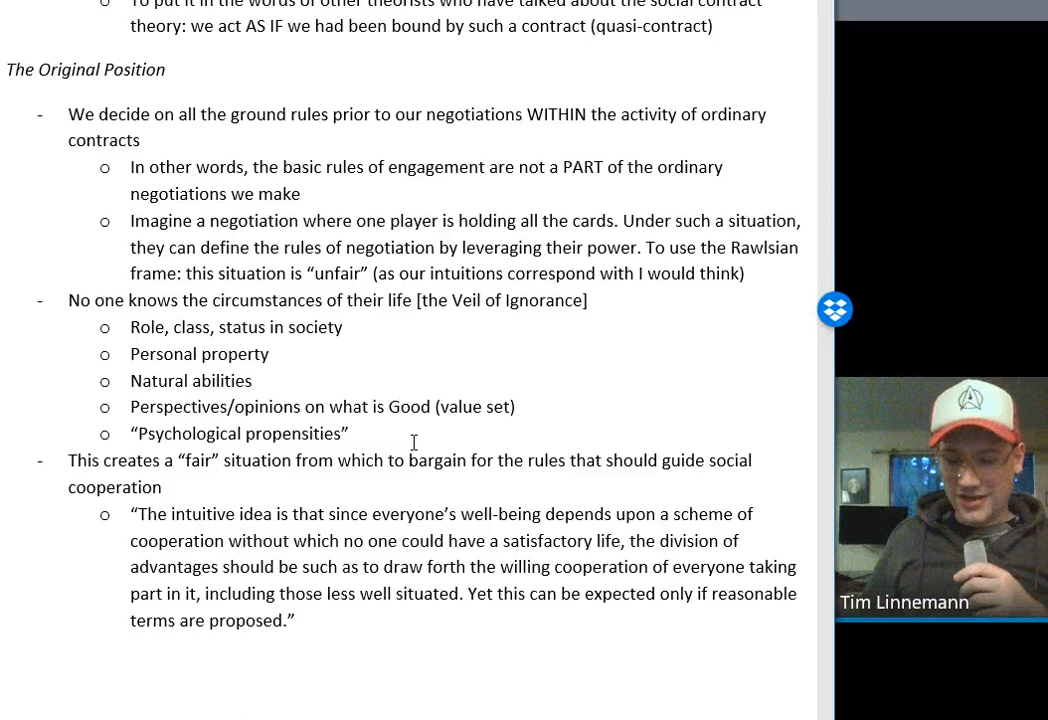 To put it in the words of other theorists who have talked about the social contract
theory: we act AS IF we had been bound by such a contract (quasi-contract)
The Original Position
- We decide on all the ground rules prior to our negotiations WITHIN the activity of ordinary
contracts
o In other words, the basic rules of engagement are not a PART of the ordinary
negotiations we make
o Imagine a negotiation where one player is holding all the cards. Under such a situation,
they can define the rules of negotiation by leveraging their power. To use the Rawlsian
frame: this situation is “unfair” (as our intuitions correspond with I would think)
- No one knows the circumstances of their life [the Veil of Ignorance]
o Role, class, status in society
o Personal property
o Natural abilities
o Perspectives/opinions on what is Good (value set)
o “Psychological propensities”
- This creates a “fair” situation from which to bargain for the rules that should guide social
cooperation
o “The intuitive idea is that since everyone’s well-being depends upon a scheme of
cooperation without which no one could have a satisfactory life, the division of
advantages should be such as to draw forth the willing cooperation of everyone taking
part in it, including those less well situated. Yet this can be expected only if reasonable
terms are proposed.”
Tim Linnemann